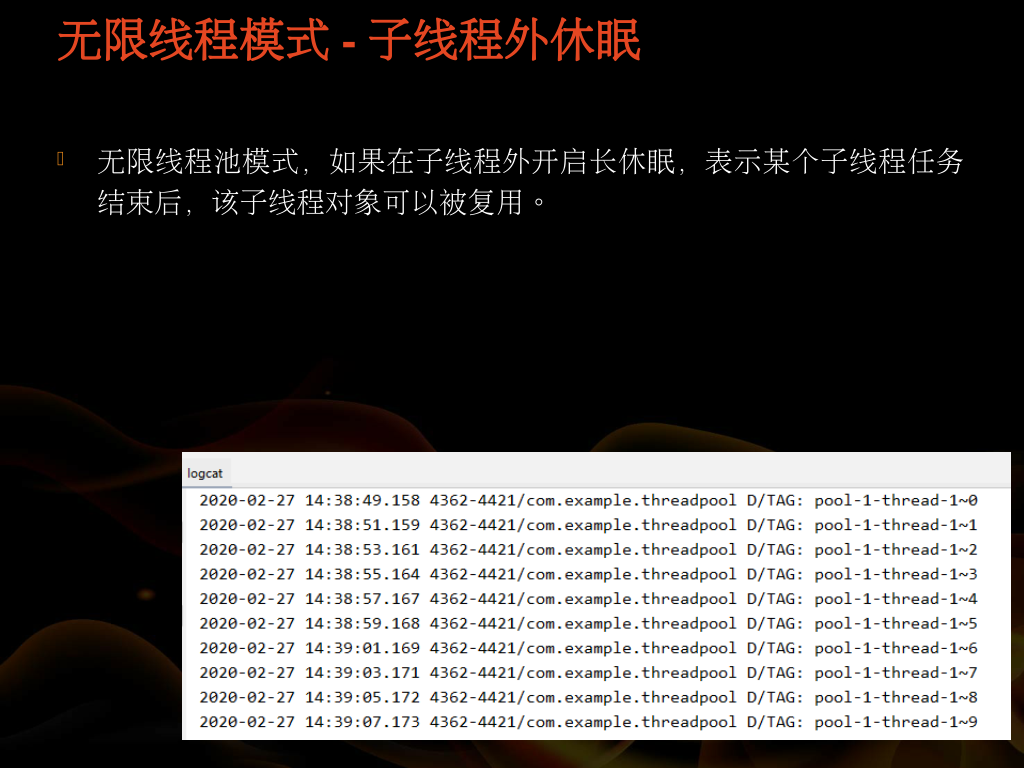 无限线程模式 - 子线程外休眠
无限线程池模式，如果在子线程外开启长休眠，表示某个子线程任务
结束后，该子线程对象可以被复用。
logcat
2020-02-27 14:38:49.158 4362-4421/com.example.threadpool D/TAG: pool-1-thread-1~0
2020-02-27 14:38:51.159 4362-4421/com.example.threadpool D/TAG: pool-1-thread-1~1
2020-02-27 14:38:53.161 4362-4421/com.example.threadpool D/TAG: pool-1-thread-1~2
2020-02-27 14:38:55.164 4362-4421/com.example.threadpool D/TAG: pool-1-thread-1~3
2020-02-27 14:38:57.167 4362-4421/com.example.threadpool D/TAG: pool-1-thread-1~4
2020-02-27 14:38:59.168 4362-4421/com.example.threadpool D/TAG: pool-1-thread-1~5
2020-02-27 14:39:01.169 4362-4421/com.example.threadpool D/TAG: pool-1-thread-1~6
2020-02-27 14:39:03.171 4362-4421/com.example.threadpool D/TAG: pool-1-thread-1~7
2020-02-27 14:39:05.172 4362-4421/com.example.threadpool D/TAG: pool-1-thread-1~8
2020-02-27 14:39:07.173 4362-4421/com.example.threadpool D/TAG: pool-1-thread-1~9